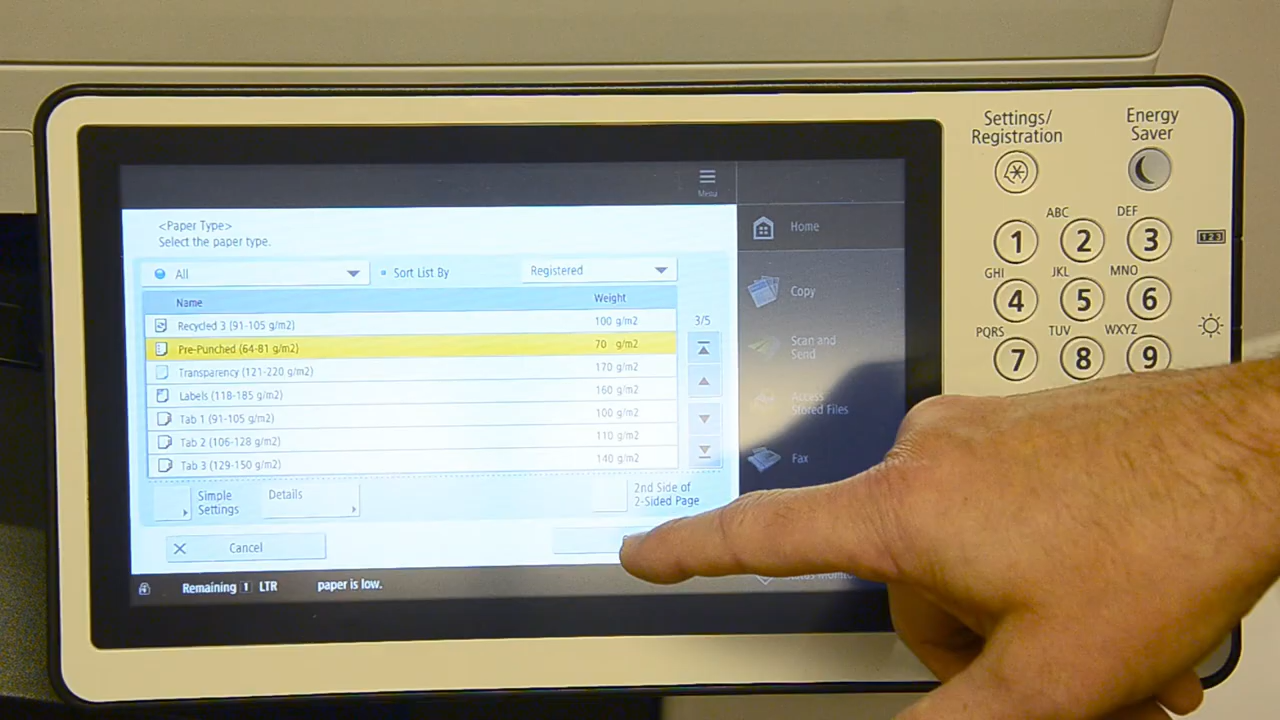 Settings/
Registration
Energy
Saver
Menu
<Paper Type>
Select the paper type.
All
Sort List By
Registered
Name
Weight
Recycled 3 (91-105 g/m2)
100 g/m2
Pre-Punched (64-81 g/m2)
70 g/m2
Transparency (121-220 g/m2)
170 g/m2
Labels (118-185 g/m2)
160 g/m2
Tab 1 (91-105 g/m2)
100 g/m2
Tab 2 (106-128 g/m2)
110 g/m2
Tab 3 (129-150 g/m2)
140 g/m2
3/5
Simple
Settings
Details
2nd Side of
2-Sided Page
Cancel
Remaining 1 LTR paper is low.
Home
Copy
Scan and
Send
Access
Stored Files
Fax
Status Monitor
ABC
DEF
1
2
3
123
GHI
JKL
MNO
4
5
6
PQRS
TUV
WXYZ
7
8
9